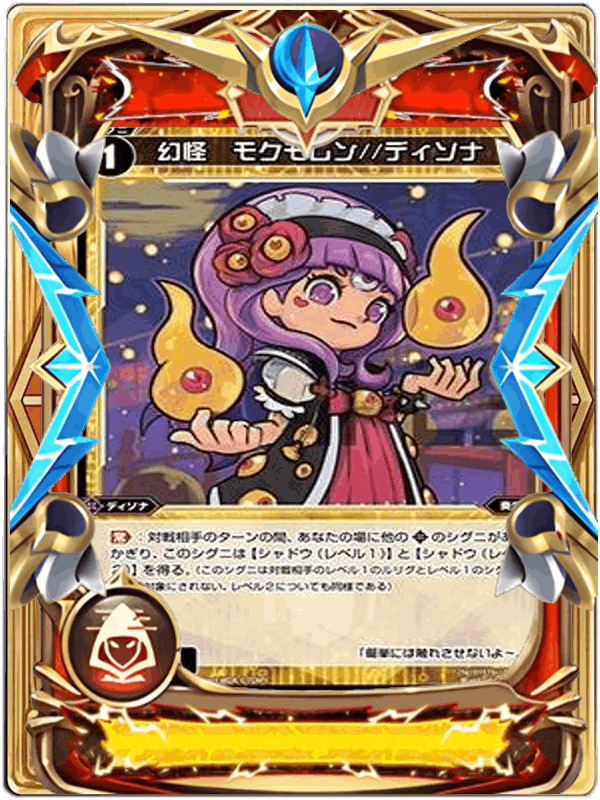 1
幻怪 モクモレン//ディソナ
ディソナ
常：対戦相手のターンの間、あなたの場に他の のシグニがあ
かぎり、このシグニは【シャドウ（レベル１）】と【シャドウ（レ
２）】を得る。（このシグニは対戦相手のレベル１のルリグとレベル１のシグ
対象にされない。レベル２についても同様である）
「簡単には触れさせないよ～